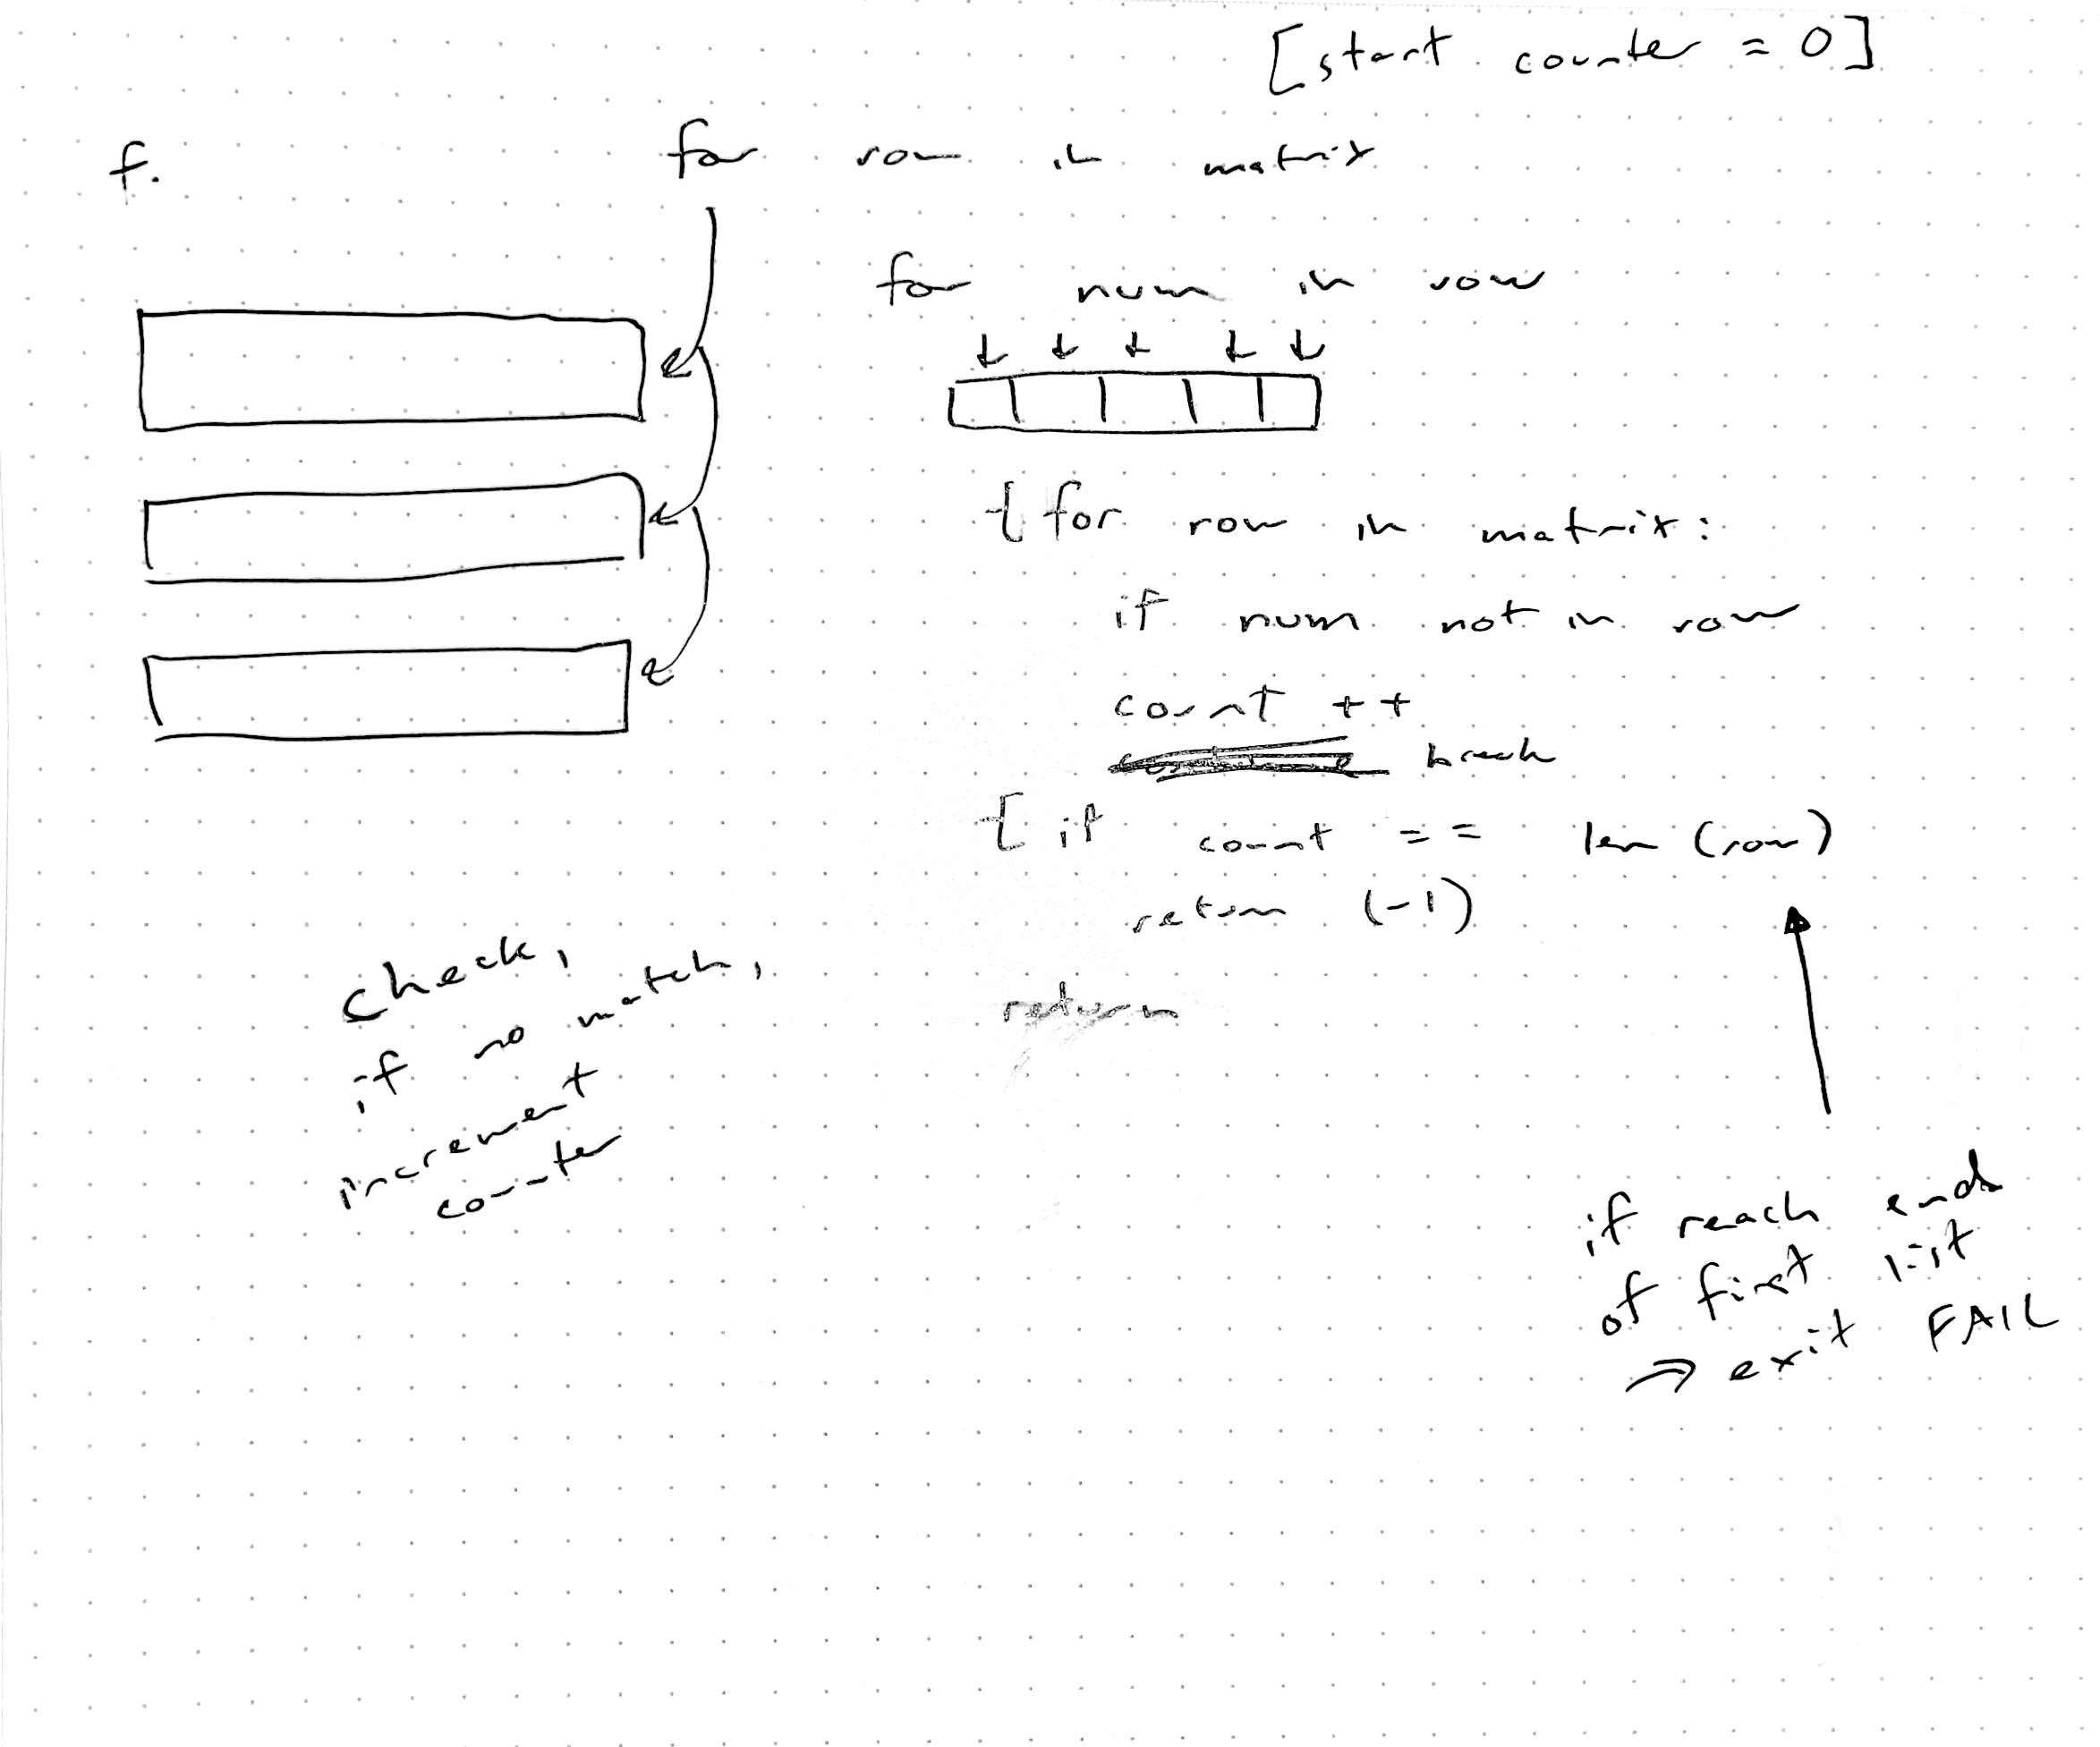 [start counter = 0]
f.
for row in matrix
for num in row
{ for row in matrix:
if num not in row
count ++
break
{ if count == len (row)
return (-1)
return
check,
if no match,
increment
counter
if reach end
of first list
→ exit FAIL